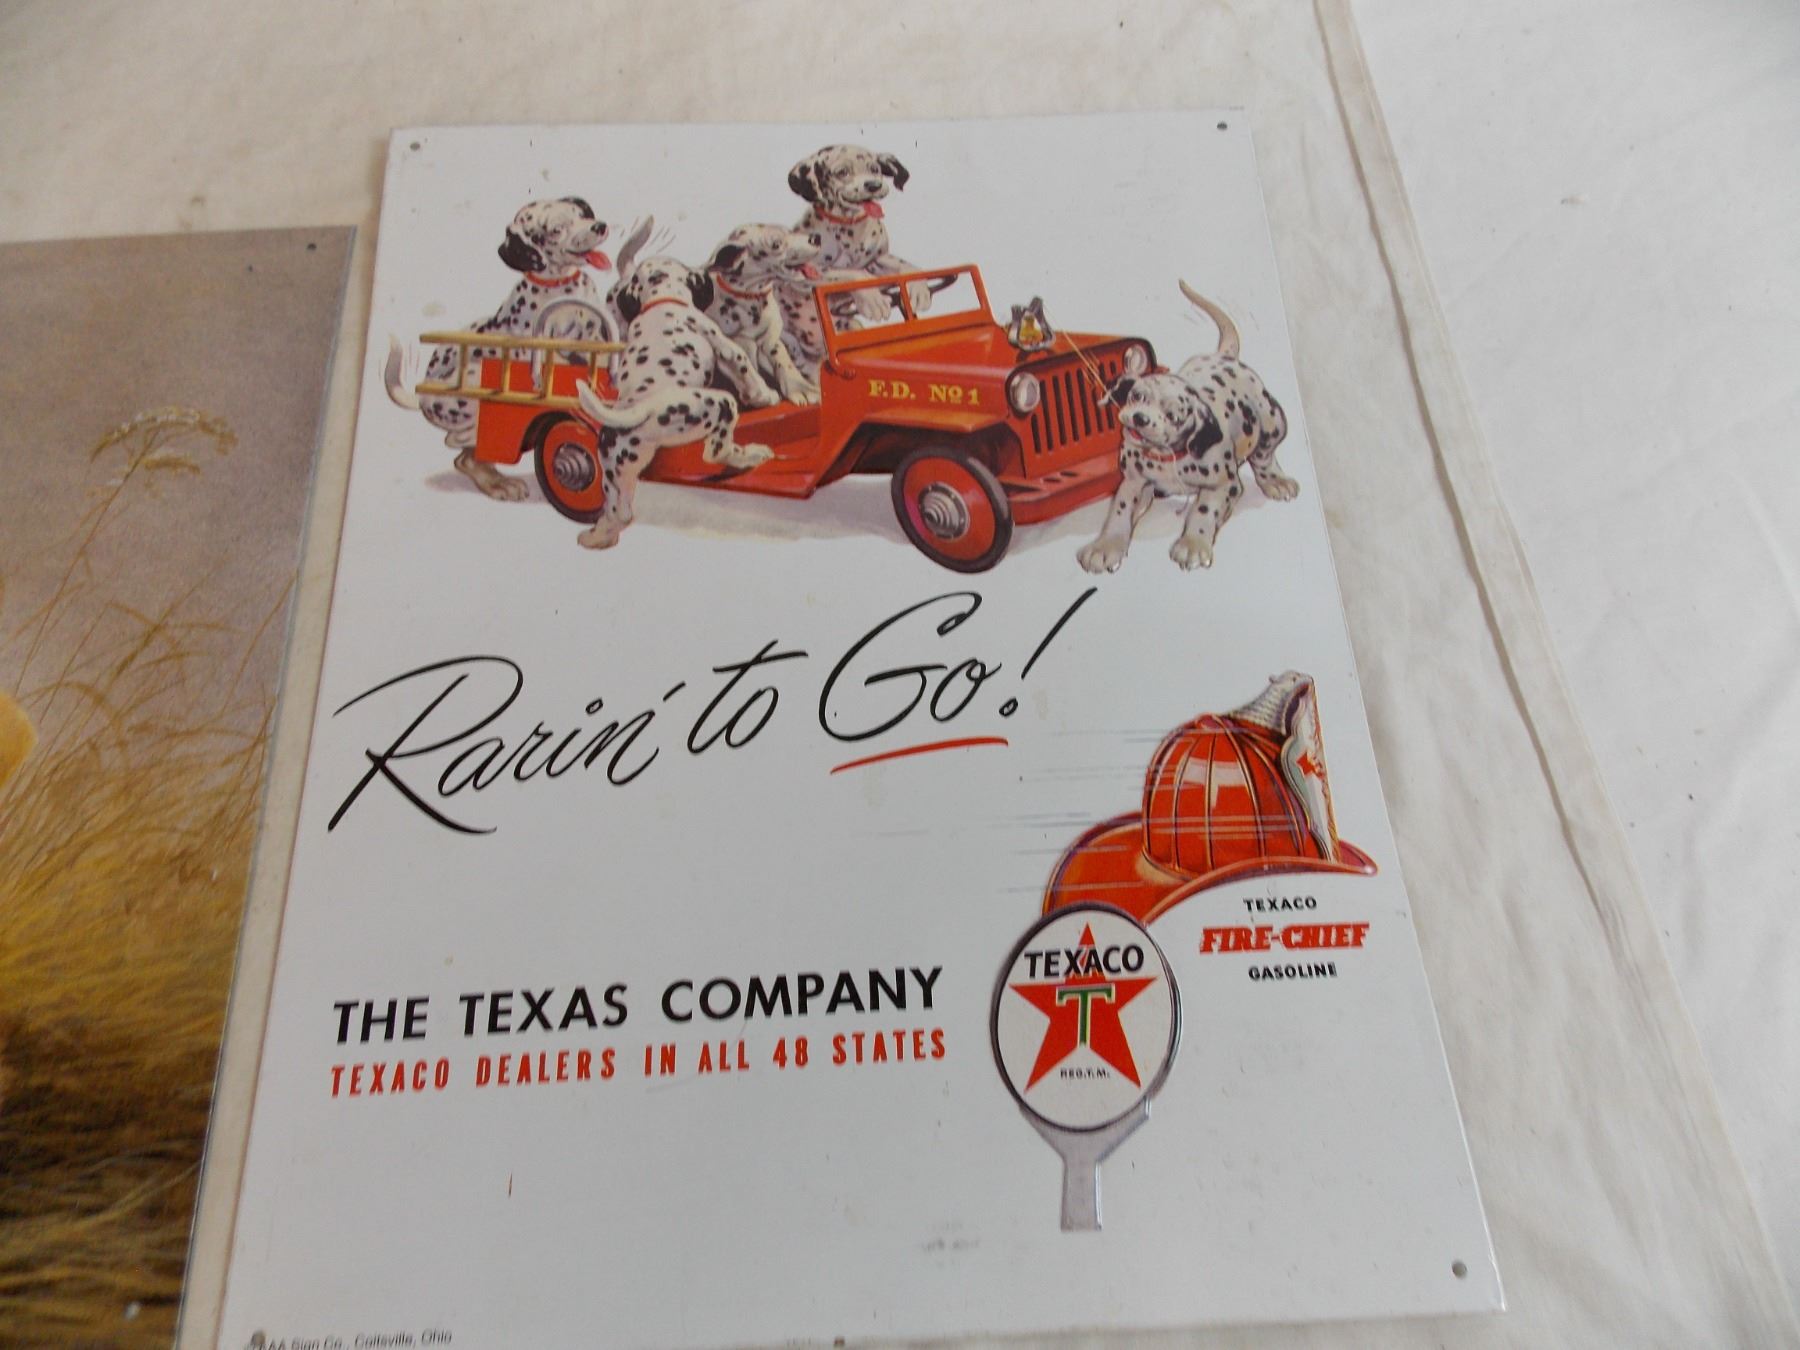 F.D. No 1
Rarin' to Go!
TEXACO
FIRE-CHIEF
GASOLINE
TEXACO
T
REG.T.M.
THE TEXAS COMPANY
TEXACO DEALERS IN ALL 48 STATES
AAA Sign Co., Coitsville, Ohio